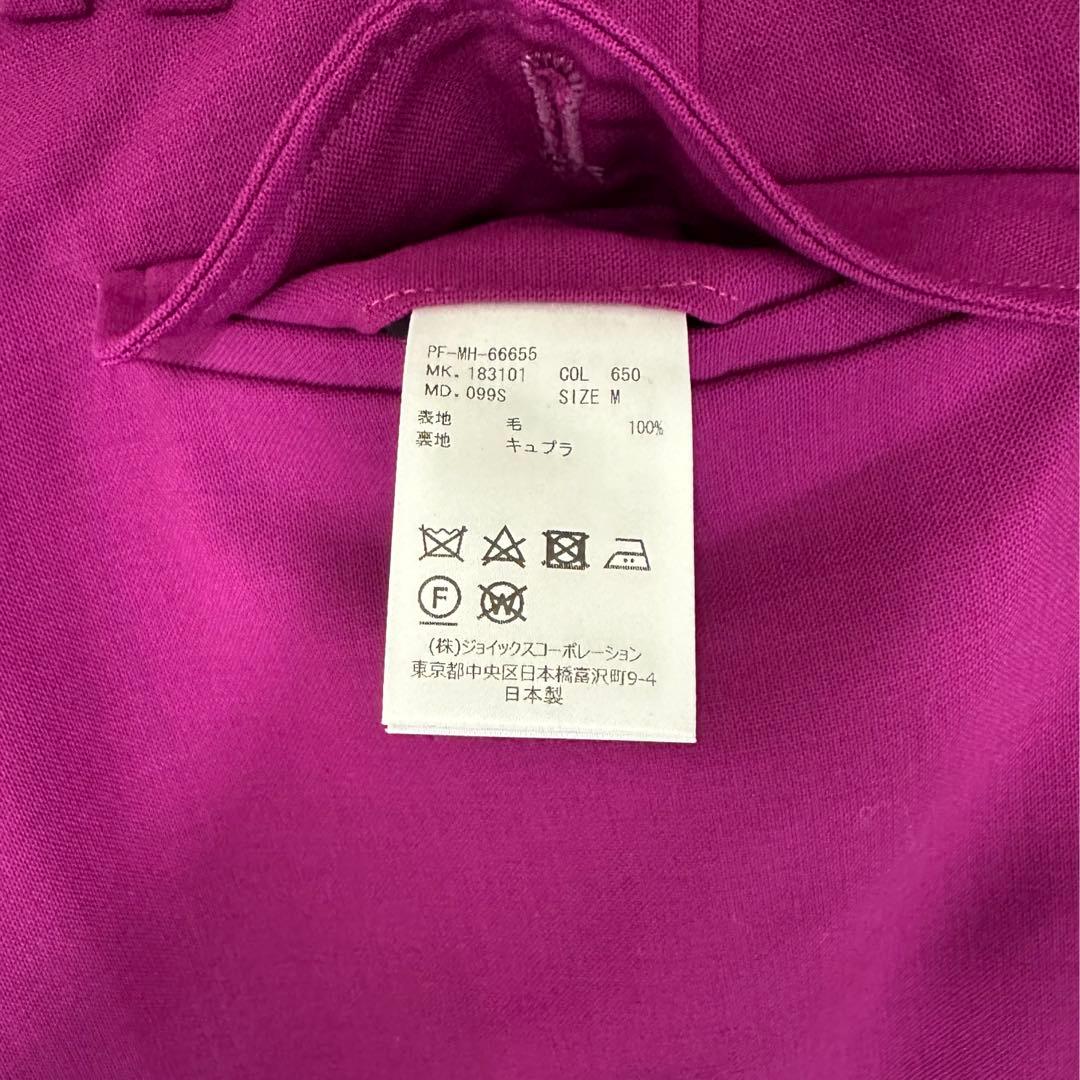 PF-MH-66655
MK. 183101 COL 650
MD. 099S SIZE M
表地 毛 100%
裏地 キュプラ
F
W
(株)ジョイックスコーポレーション
東京都中央区日本橋富沢町9-4
日本製